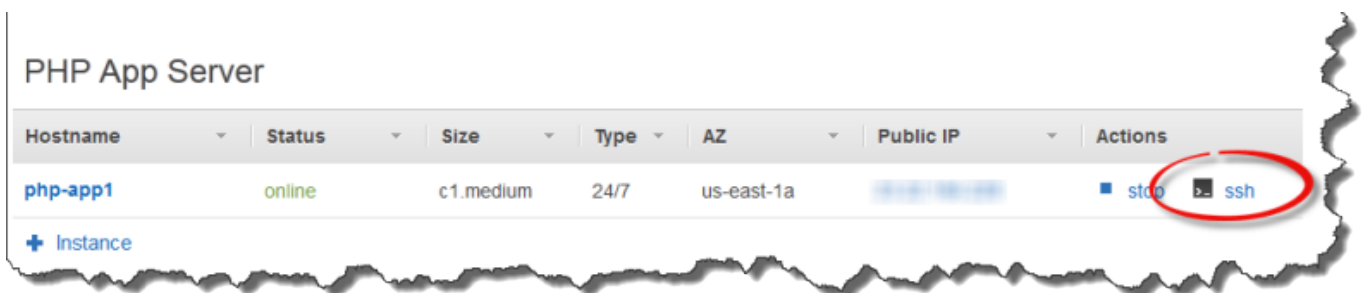 PHP App Server
Hostname Status Size Type AZ Public IP Actions
php-app1 online c1.medium 24/7 us-east-1a stop ssh
Instance